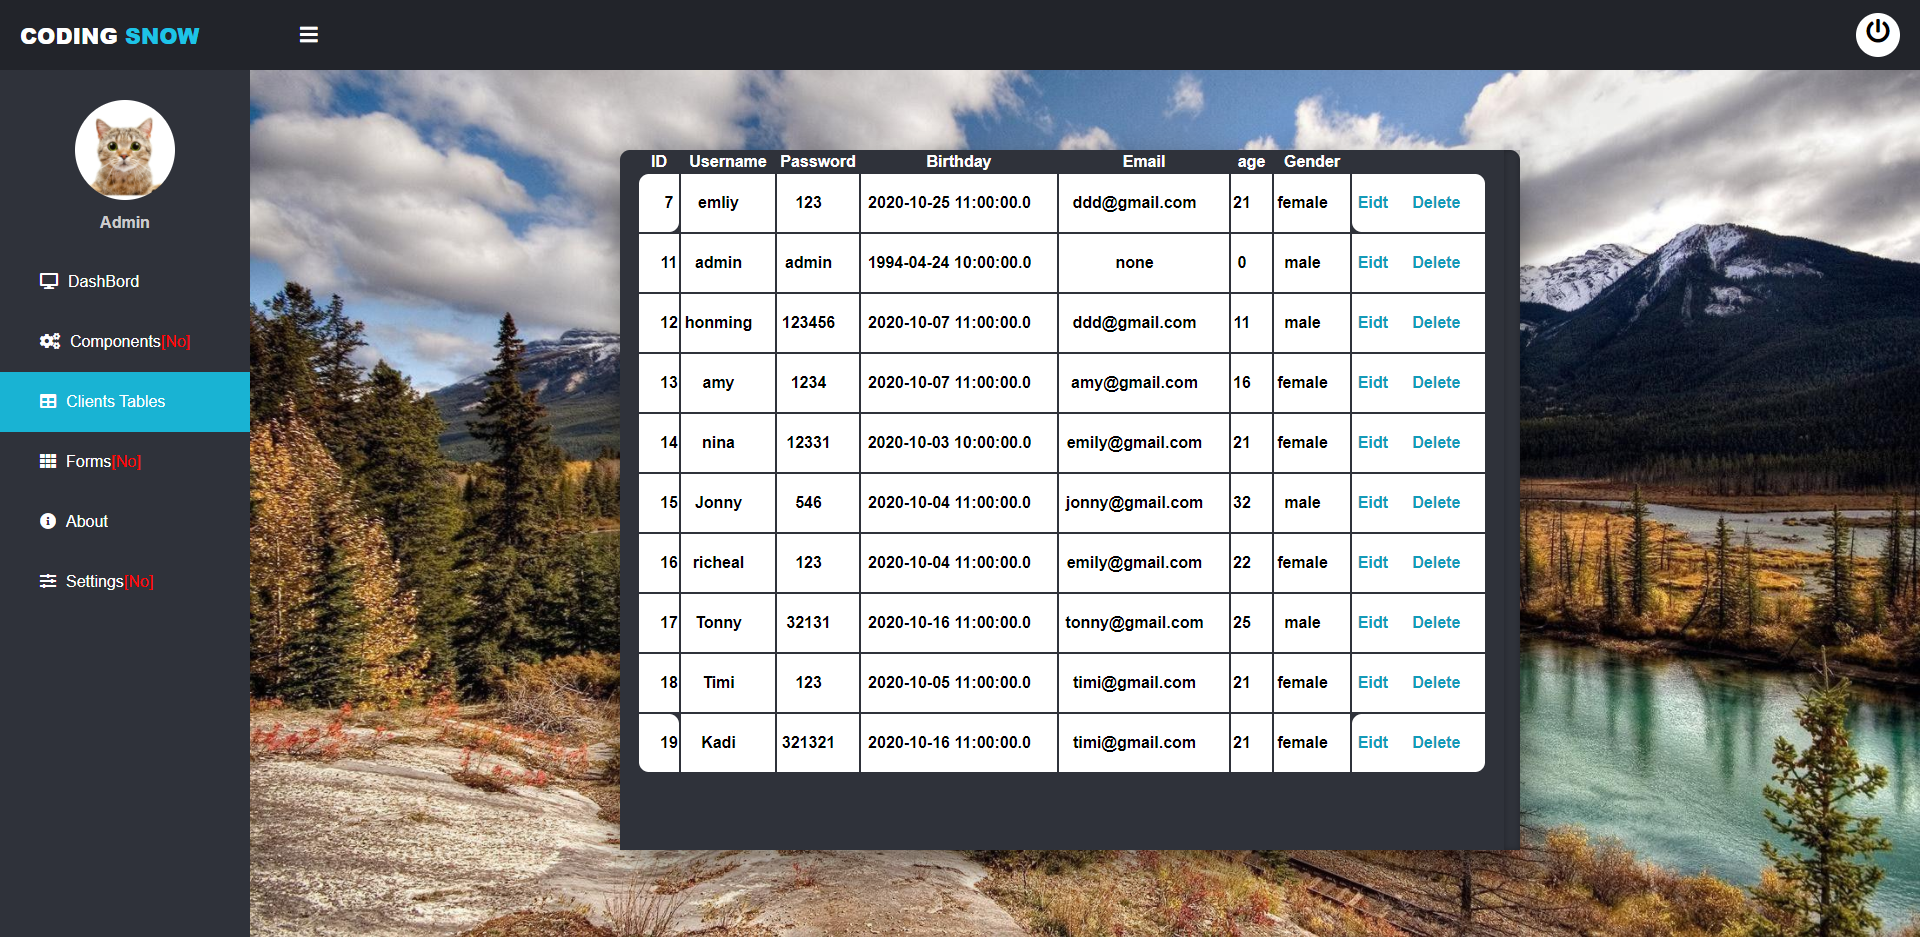 CODING SNOW
Admin
DashBord
Components[No]
Clients Tables
Forms[No]
About
Settings[No]
ID Username Password Birthday Email age Gender
7 emliy 123 2020-10-25 11:00:00.0 ddd@gmail.com 21 female Eidt Delete
11 admin admin 1994-04-24 10:00:00.0 none 0 male Eidt Delete
12 honming 123456 2020-10-07 11:00:00.0 ddd@gmail.com 11 male Eidt Delete
13 amy 1234 2020-10-07 11:00:00.0 amy@gmail.com 16 female Eidt Delete
14 nina 12331 2020-10-03 10:00:00.0 emily@gmail.com 21 female Eidt Delete
15 Jonny 546 2020-10-04 11:00:00.0 jonny@gmail.com 32 male Eidt Delete
16 richeal 123 2020-10-04 11:00:00.0 emily@gmail.com 22 female Eidt Delete
17 Tonny 32131 2020-10-16 11:00:00.0 tonny@gmail.com 25 male Eidt Delete
18 Timi 123 2020-10-05 11:00:00.0 timi@gmail.com 21 female Eidt Delete
19 Kadi 321321 2020-10-16 11:00:00.0 timi@gmail.com 21 female Eidt Delete